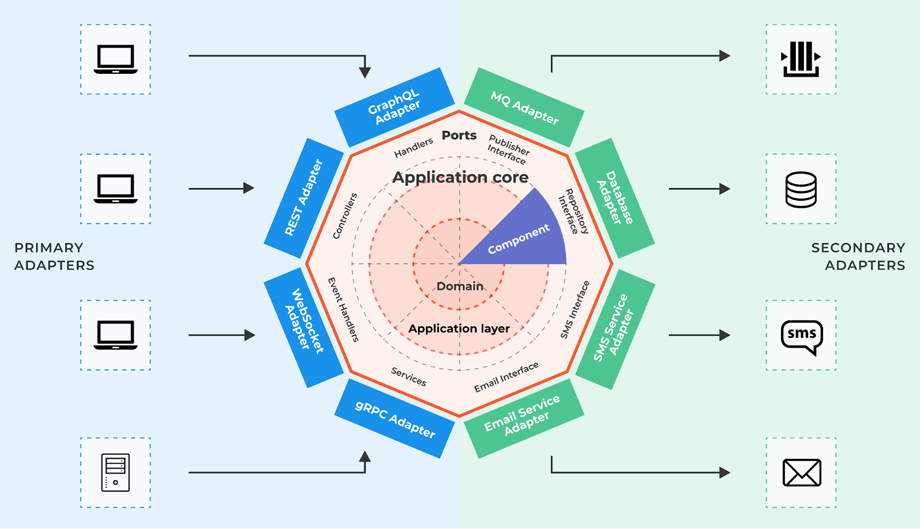 GraphQL
Adapter
MQ Adapter
Handlers
Ports
Publisher
Interface
REST Adapter
Database
Adapter
Application core
Controllers
Repository
Interface
Component
PRIMARY
ADAPTERS
SECONDARY
ADAPTERS
Domain
WebSocket
Adapter
Event Handlers
Application layer
SMS Interface
SMS Service
Adapter
sms
Services
Email Interface
gRPC Adapter
Email Service
Adapter